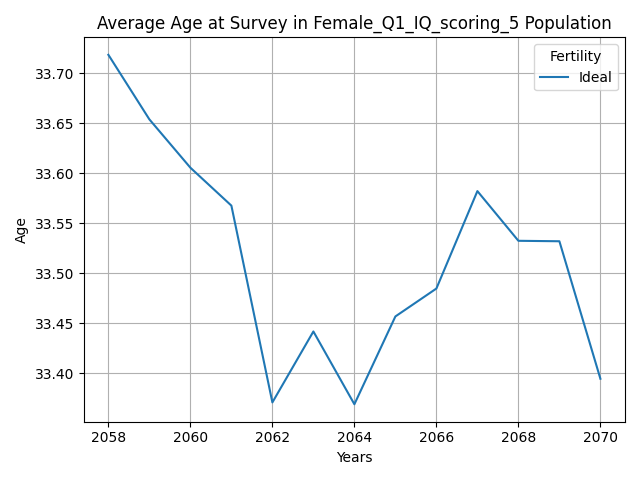 Average Age at Survey in Female_Q1_IQ_scoring_5 Population
Fertility
Ideal
33.70
33.65
33.60
33.55
33.50
33.45
33.40
Age
2058 2060 2062 2064 2066 2068 2070
Years